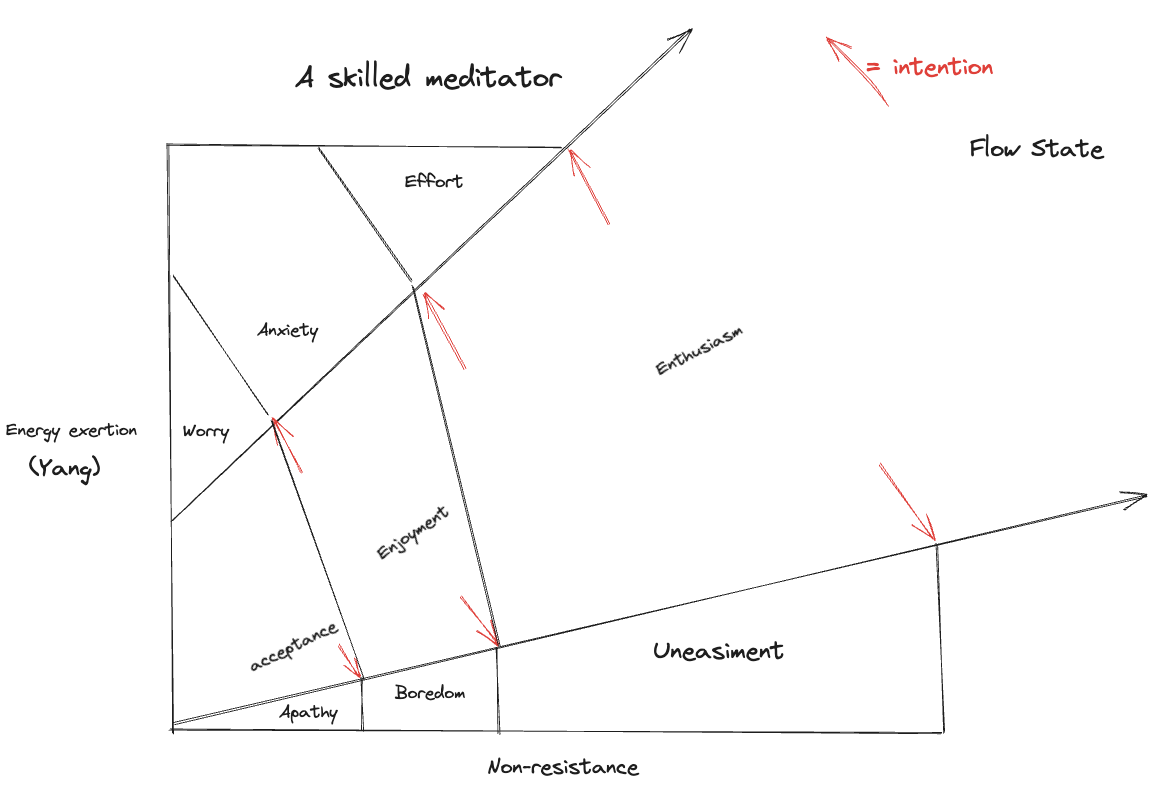 A skilled meditator
= intention
Flow State
Effort
Anxiety
Enthusiasm
Energy exertion
(Yang)
Worry
Enjoyment
acceptance
Uneasiment
Boredom
Apathy
Non-resistance